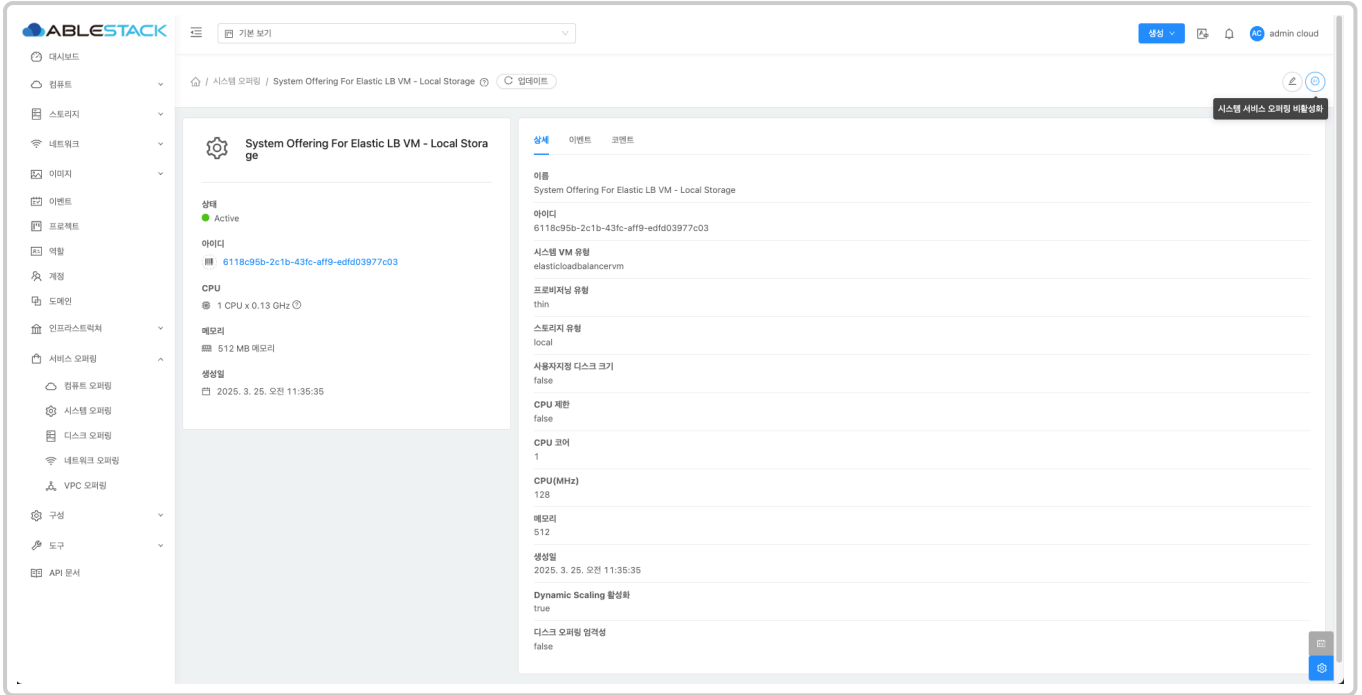 ABLESTACK
기본 보기
생성
AC
admin cloud
대시보드
컴퓨트
스토리지
네트워크
이미지
이벤트
프로젝트
역할
계정
도메인
인프라스트럭쳐
서비스 오퍼링
컴퓨트 오퍼링
시스템 오퍼링
디스크 오퍼링
네트워크 오퍼링
VPC 오퍼링
구성
도구
API 문서
/ 시스템 오퍼링 / System Offering For Elastic LB VM - Local Storage
업데이트
시스템 서비스 오퍼링 비활성화
System Offering For Elastic LB VM - Local Stora
ge
상태
Active
아이디
6118c95b-2c1b-43fc-aff9-edfd03977c03
CPU
1 CPU x 0.13 GHz
메모리
512 MB 메모리
생성일
2025. 3. 25. 오전 11:35:35
상세 이벤트 코멘트
이름
System Offering For Elastic LB VM - Local Storage
아이디
6118c95b-2c1b-43fc-aff9-edfd03977c03
시스템 VM 유형
elasticloadbalancervm
프로비저닝 유형
thin
스토리지 유형
local
사용자지정 디스크 크기
false
CPU 제한
false
CPU 코어
1
CPU(MHz)
128
메모리
512
생성일
2025. 3. 25. 오전 11:35:35
Dynamic Scaling 활성화
true
디스크 오퍼링 엄격성
false